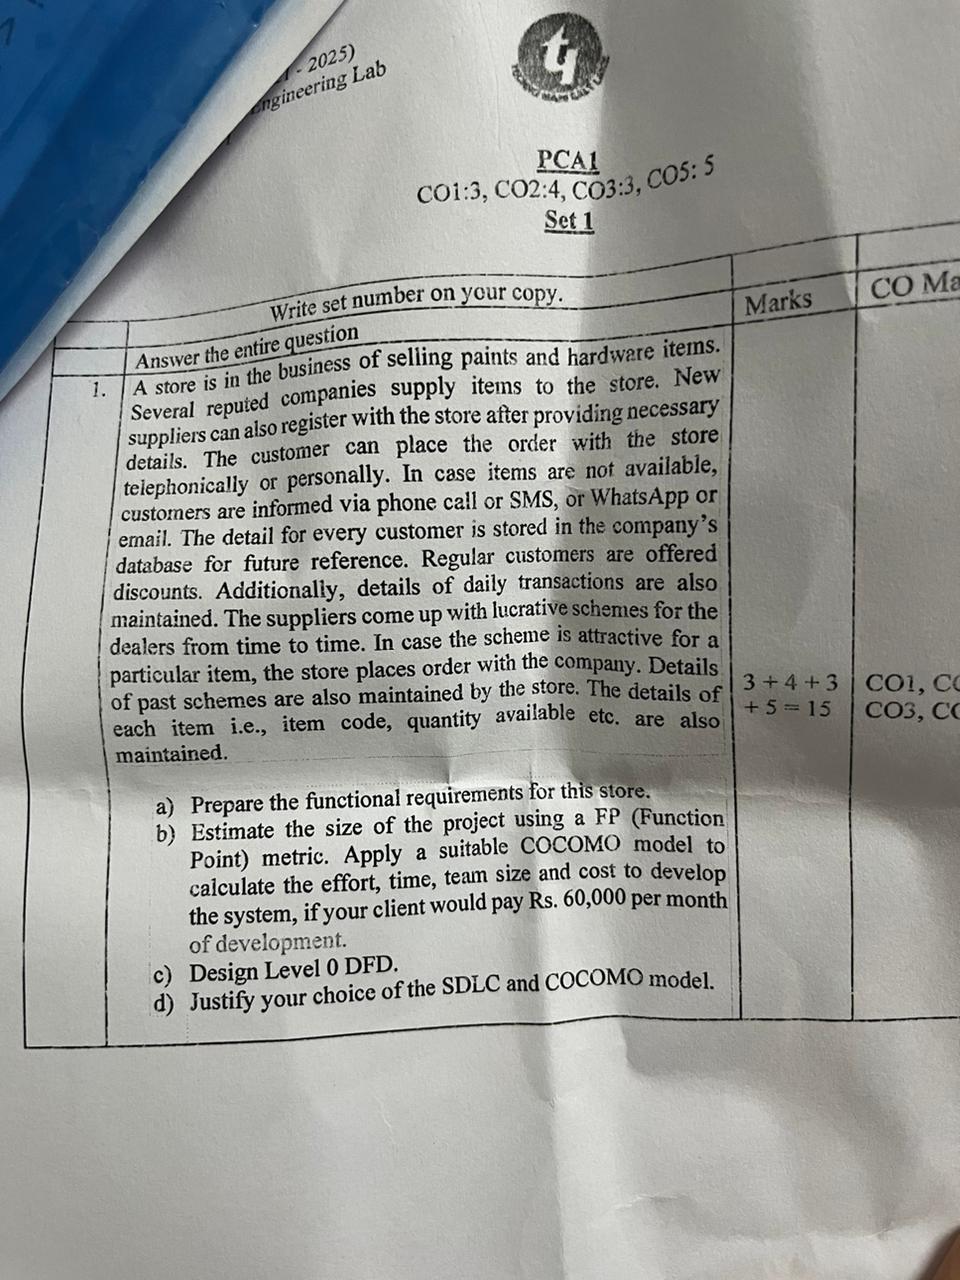 - 2025)
ngineering Lab
PCA1
CO1:3, CO2:4, CO3:3, CO5: 5
Set 1
Write set number on your copy.
Marks
CO Ma
Answer the entire question
1. A store is in the business of selling paints and hardware items.
Several reputed companies supply items to the store. New
suppliers can also register with the store after providing necessary
details. The customer can place the order with the store
telephonically or personally. In case items are not available,
customers are informed via phone call or SMS, or WhatsApp or
email. The detail for every customer is stored in the company's
database for future reference. Regular customers are offered
discounts. Additionally, details of daily transactions are also
maintained. The suppliers come up with lucrative schemes for the
dealers from time to time. In case the scheme is attractive for a
particular item, the store places order with the company. Details
of past schemes are also maintained by the store. The details of
each item i.e., item code, quantity available etc. are also
maintained.
3 + 4 + 3
+ 5 = 15
CO1, CO
CO3, CO
a) Prepare the functional requirements for this store.
b) Estimate the size of the project using a FP (Function
Point) metric. Apply a suitable COCOMO model to
calculate the effort, time, team size and cost to develop
the system, if your client would pay Rs. 60,000 per month
of development.
c) Design Level 0 DFD.
d) Justify your choice of the SDLC and COCOMO model.